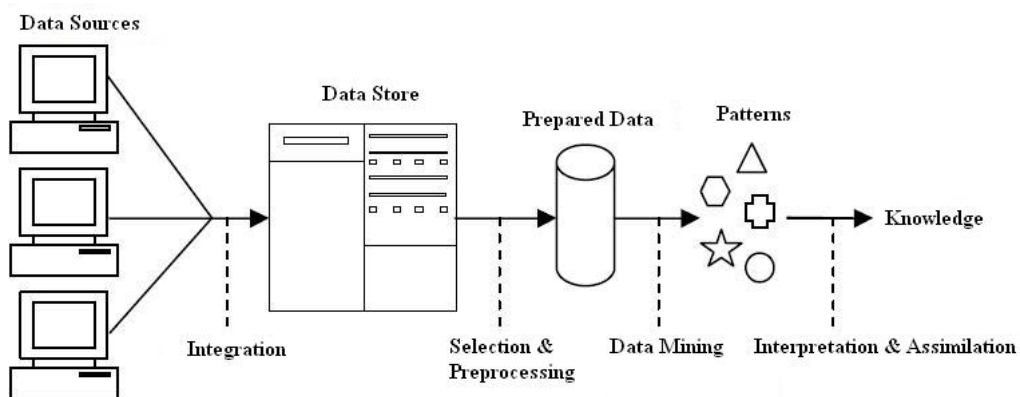 Data Sources
Data Store
Prepared Data
Patterns
Knowledge
Integration
Selection &
Preprocessing
Data Mining
Interpretation & Assimilation